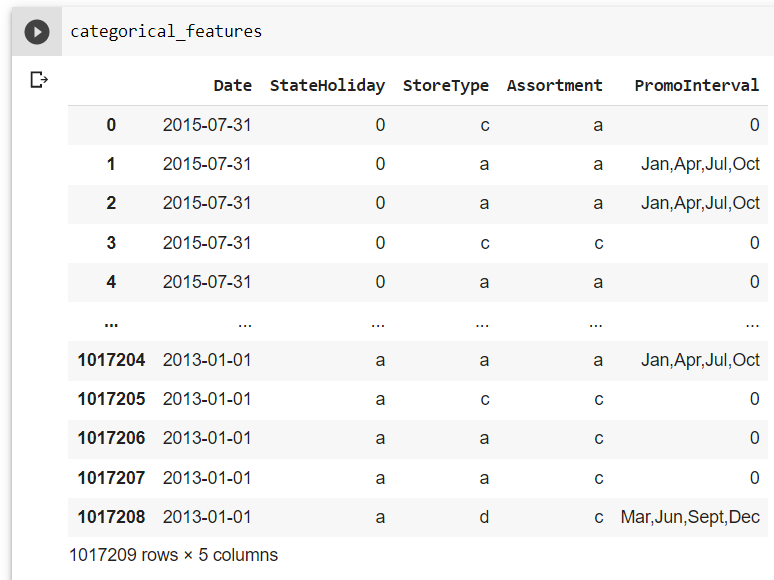 categorical_features
Date StateHoliday StoreType Assortment PromoInterval
0 2015-07-31 0 c a 0
1 2015-07-31 0 a a Jan,Apr,Jul,Oct
2 2015-07-31 0 a a Jan,Apr,Jul,Oct
3 2015-07-31 0 c c 0
4 2015-07-31 0 a a 0
... ... ... ... ... ...
1017204 2013-01-01 a a a Jan,Apr,Jul,Oct
1017205 2013-01-01 a c c 0
1017206 2013-01-01 a a c 0
1017207 2013-01-01 a a c 0
1017208 2013-01-01 a d c Mar,Jun,Sept,Dec
1017209 rows × 5 columns